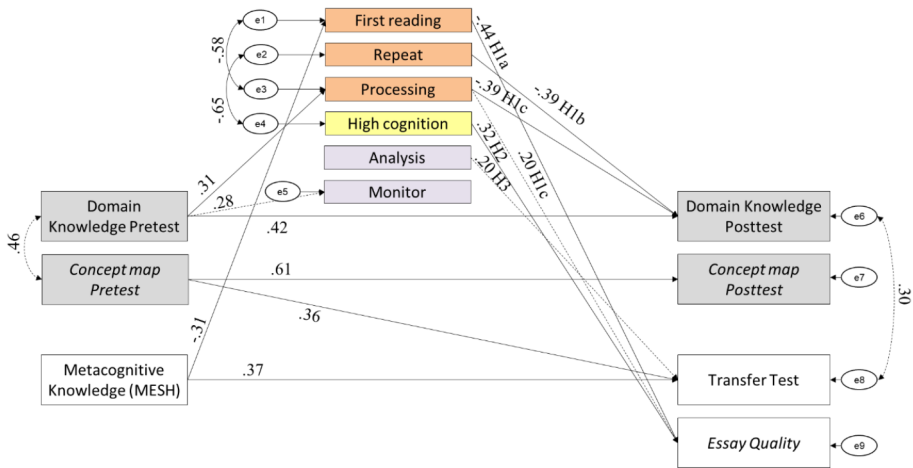 e1
First reading
e2
Repeat
e3
Processing
e4
High cognition
Analysis
e5
Monitor
-.58
-.65
-.44 H1a
-.39 H1b
-.39 H1c
.32 H2
.20 H1c
.20 H3
.31
.28
Domain
Knowledge Pretest
.42
Domain Knowledge
Posttest
e6
.46
Concept map
Pretest
.61
Concept map
Posttest
e7
.36
.30
-.31
Metacognitive
Knowledge (MESH)
.37
Transfer Test
e8
Essay Quality
e9